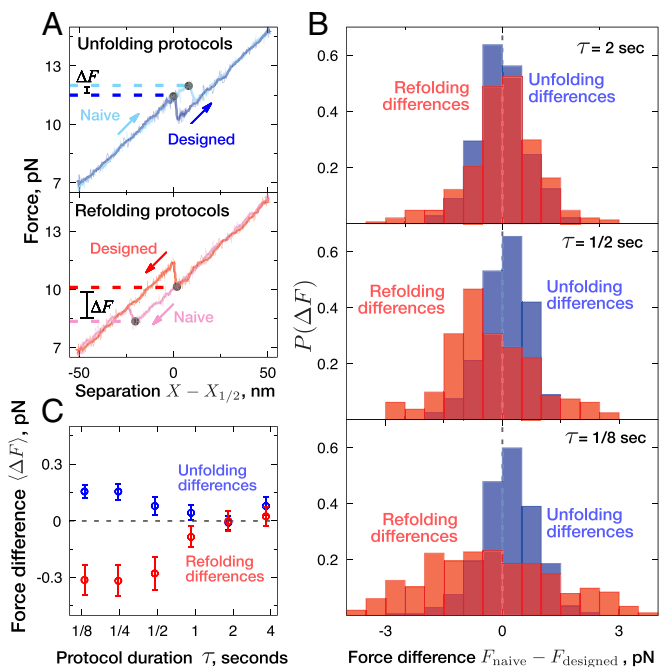 A
Unfolding protocols
15
13
10
7
ΔF
Naive
Designed
Force, pN
Refolding protocols
13
10
7
Designed
ΔF
Naive
-50
-25
0
25
50
Separation X − X1/2, nm
B
τ = 2 sec
0.6
0.4
0.2
Refolding
differences
Unfolding
differences
τ = 1/2 sec
0.6
0.4
0.2
Refolding
differences
Unfolding
differences
P(ΔF)
τ = 1/8 sec
0.6
0.4
0.2
Refolding
differences
Unfolding
differences
-3
0
3
Force difference Fnaive − Fdesigned, pN
C
Force difference ⟨ΔF⟩, pN
0.3
0
-0.3
Unfolding
differences
Refolding
differences
1/8
1/4
1/2
1
2
4
Protocol duration τ, seconds